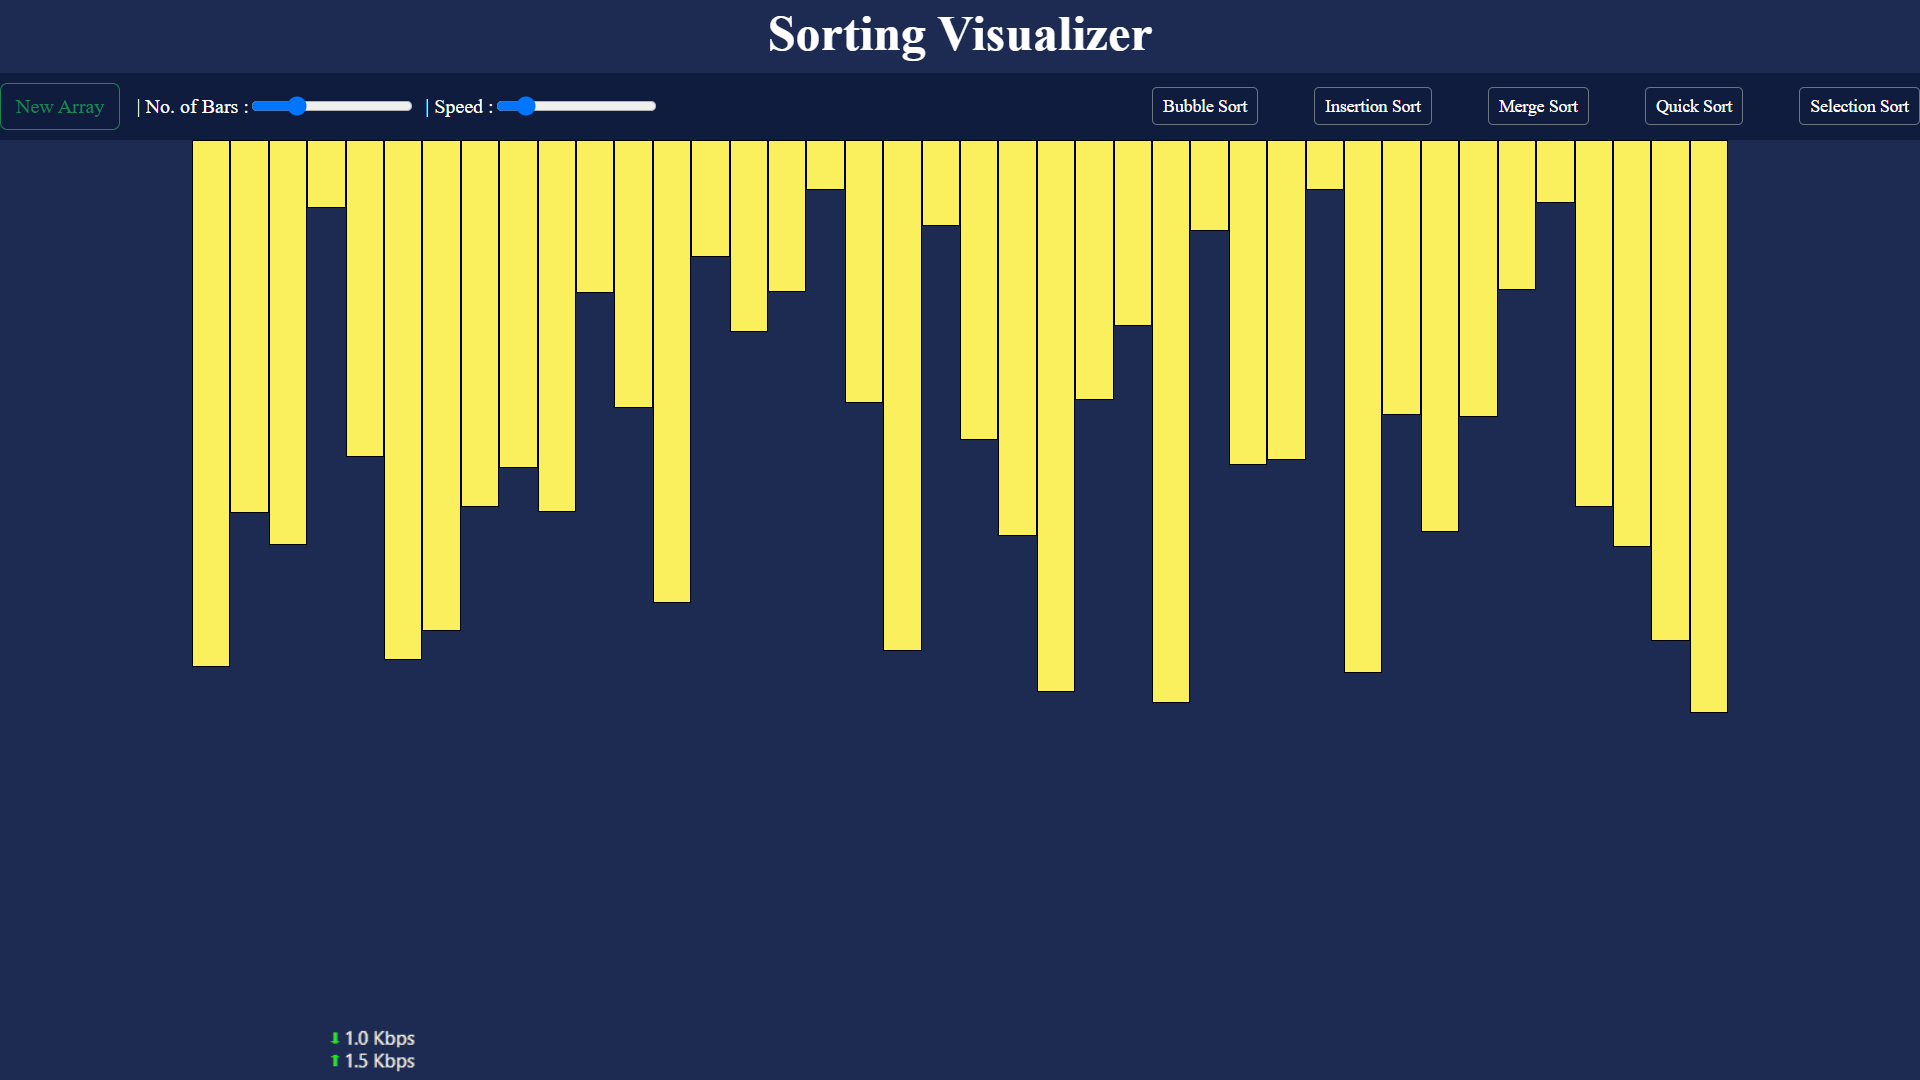 Sorting Visualizer
New Array | No. of Bars : | Speed : Bubble Sort Insertion Sort Merge Sort Quick Sort Selection Sort
1.0 Kbps
1.5 Kbps